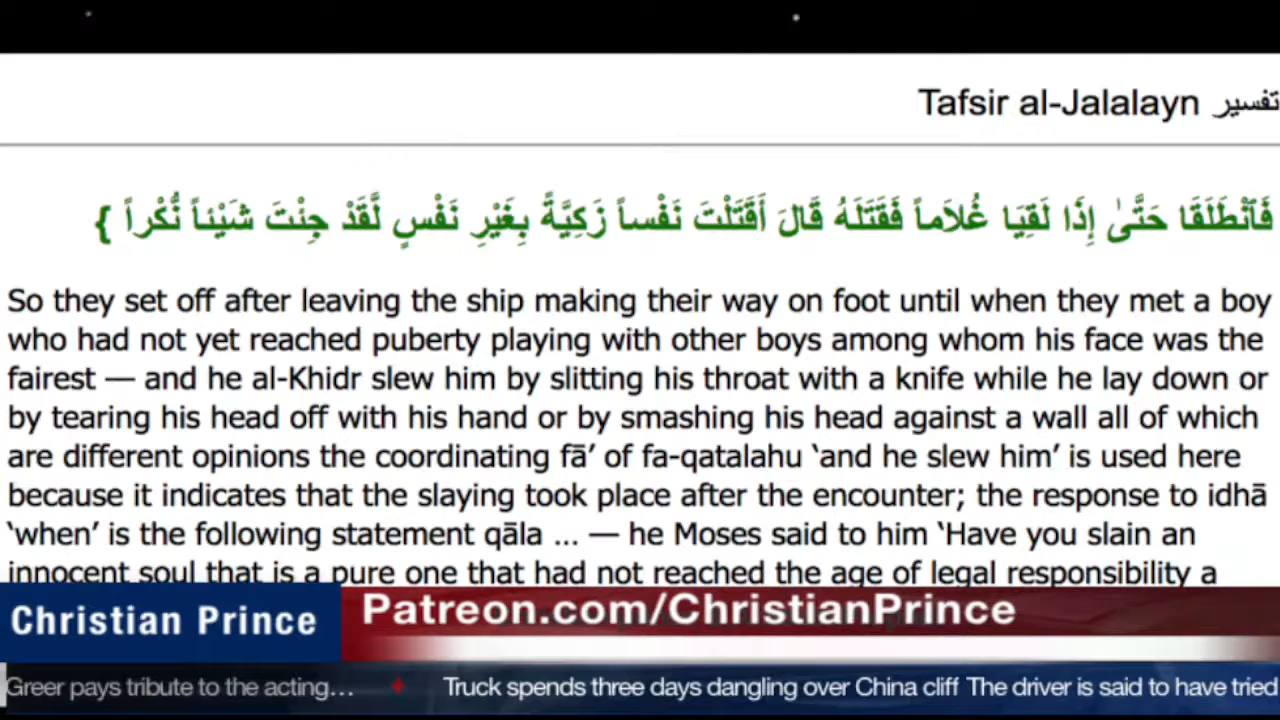 Tafsir al-Jalalayn تفسير
فَٱنْطَلَقَا حَتَّىٰ إِذَا لَقِيَا غُلاَماً فَقَتَلَهُ قَالَ أَقَتَلْتَ نَفْساً زَكِيَّةً بِغَيْرِ نَفْسٍ لَّقَدْ جِئْتَ شَيْئاً نُّكْراً }
So they set off after leaving the ship making their way on foot until when they met a boy
who had not yet reached puberty playing with other boys among whom his face was the
fairest — and he al-Khidr slew him by slitting his throat with a knife while he lay down or
by tearing his head off with his hand or by smashing his head against a wall all of which
are different opinions the coordinating fā’ of fa-qatalahu ‘and he slew him’ is used here
because it indicates that the slaying took place after the encounter; the response to idhā
‘when’ is the following statement qāla ... — he Moses said to him ‘Have you slain an
innocent soul that is a pure one that had not reached the age of legal responsibility a
Christian Prince
Patreon.com/ChristianPrince
Greer pays tribute to the acting... Truck spends three days dangling over China cliff The driver is said to have tried